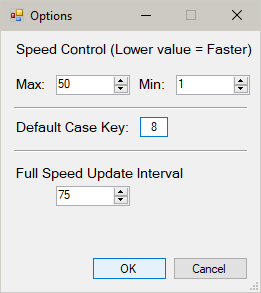 Options
Speed Control (Lower value = Faster)
Max: 50 Min: 1
Default Case Key: 8
Full Speed Update Interval
75
OK Cancel